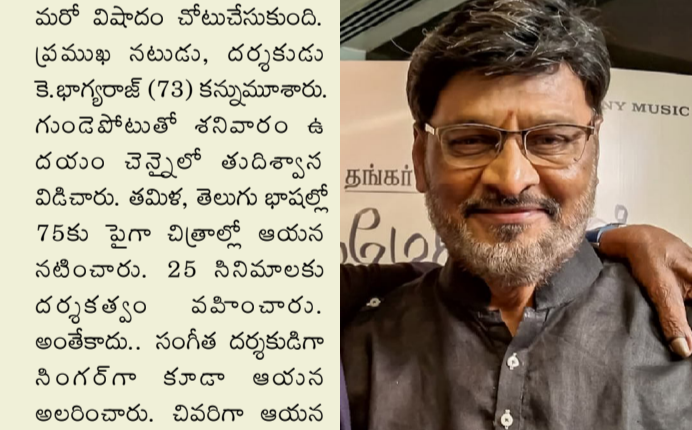 మరో విషాదం చోటుచేసుకుంది.
ప్రముఖ నటుడు, దర్శకుడు
కె.భాగ్యరాజ్ (73) కన్నుమూశారు.
గుండెపోటుతో శనివారం ఉ
దయం చెన్నైలో తుదిశ్వాస
విడిచారు. తమిళ, తెలుగు భాషల్లో
75కు పైగా చిత్రాల్లో ఆయన
నటించారు. 25 సినిమాలకు
దర్శకత్వం వహించారు.
అంతేకాదు.. సంగీత దర్శకుడిగా
సింగర్‌గా కూడా ఆయన
అలరించారు. చివరిగా ఆయన
NY MUSIC
தங்கர்